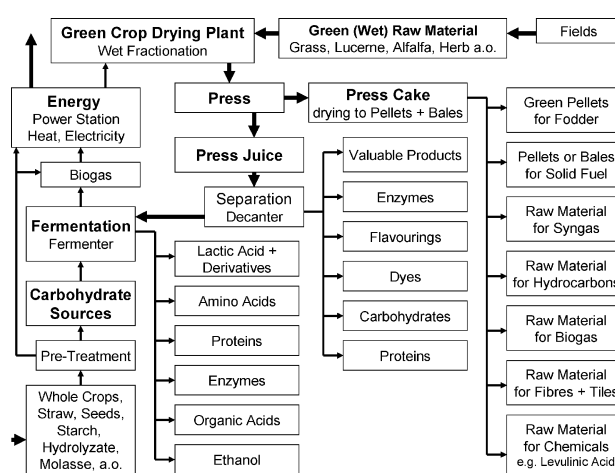 Green Crop Drying Plant
Wet Fractionation
Green (Wet) Raw Material
Grass, Lucerne, Alfalfa, Herb a.o.
Fields
Energy
Power Station
Heat, Electricity
Press
Press Cake
drying to Pellets + Bales
Green Pellets
for Fodder
Press Juice
Valuable Products
Pellets or Bales
for Solid Fuel
Biogas
Separation
Decanter
Enzymes
Raw Material
for Syngas
Fermentation
Fermenter
Flavourings
Lactic Acid +
Derivatives
Dyes
Raw Material
for Hydrocarbons
Carbohydrate
Sources
Amino Acids
Carbohydrates
Raw Material
for Biogas
Pre-Treatment
Proteins
Proteins
Enzymes
Raw Material
for Fibres + Tiles
Whole Crops,
Straw, Seeds,
Starch,
Hydrolyzate,
Molasse, a.o.
Organic Acids
Ethanol
Raw Material
for Chemicals
e.g. Levulinic Acid